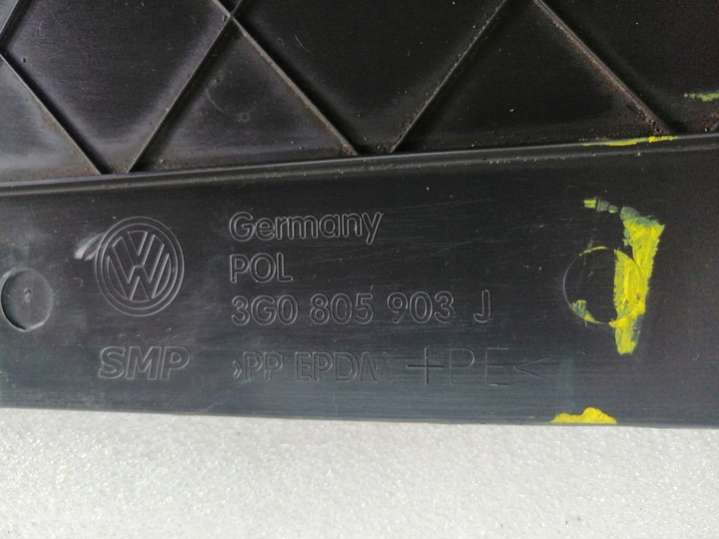 Germany
POL
3G0 805 903 J
SMP >PP EPDM +PE<